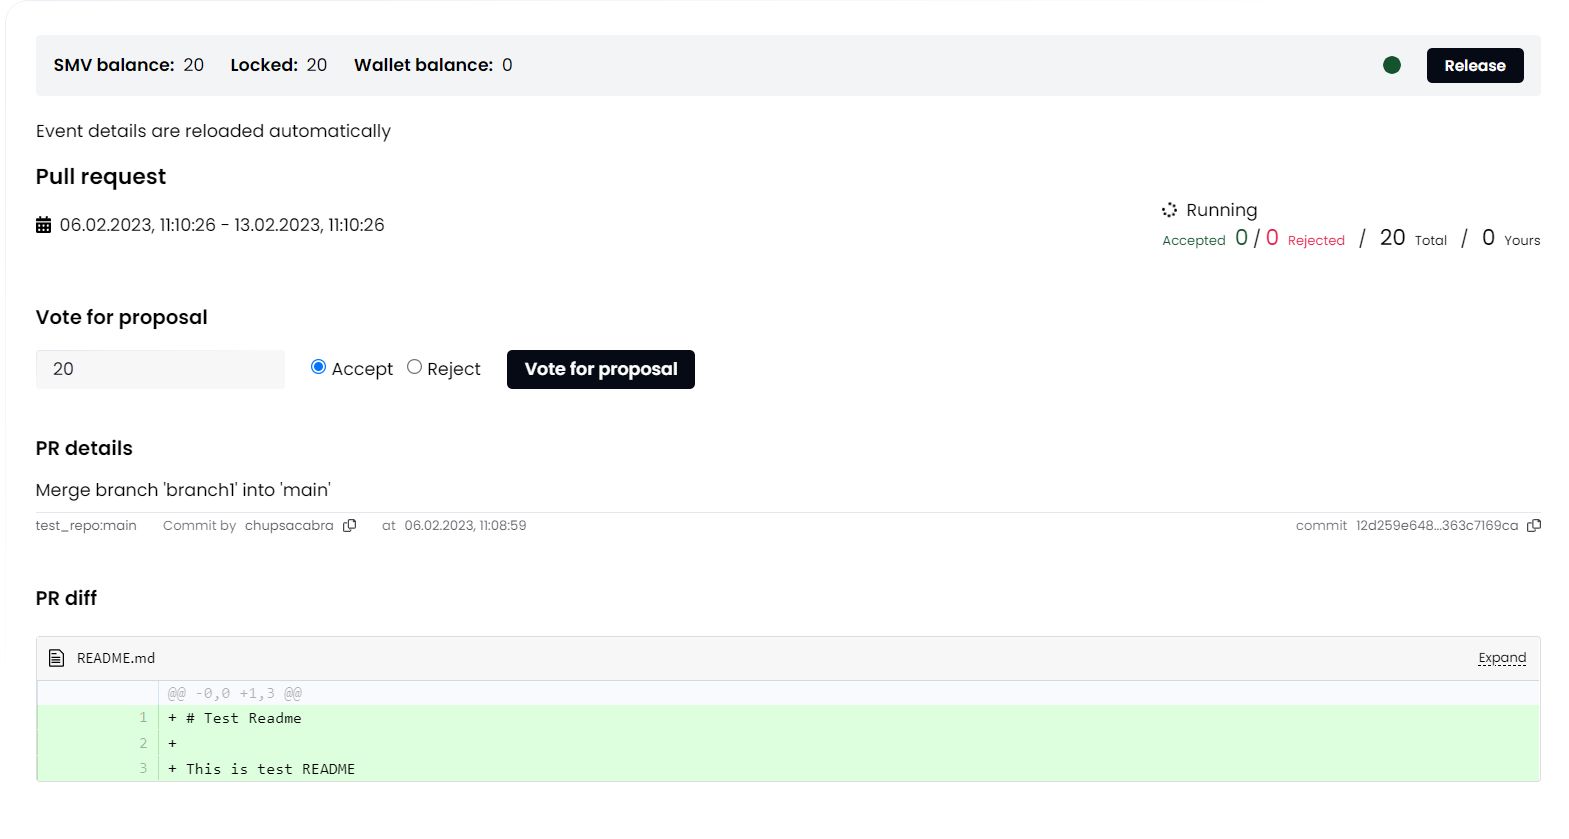 SMV balance: 20 Locked: 20 Wallet balance: 0 Release
Event details are reloaded automatically
Pull request
06.02.2023, 11:10:26 - 13.02.2023, 11:10:26
Running
Accepted 0 / 0 Rejected / 20 Total / 0 Yours
Vote for proposal
20 Accept Reject Vote for proposal
PR details
Merge branch 'branch1' into 'main'
test_repo:main Commit by chupsacabra at 06.02.2023, 11:08:59 commit 12d259e648...363c7169ca
PR diff
README.md Expand
@@ -0,0 +1,3 @@
1 + # Test Readme
2 +
3 + This is test README